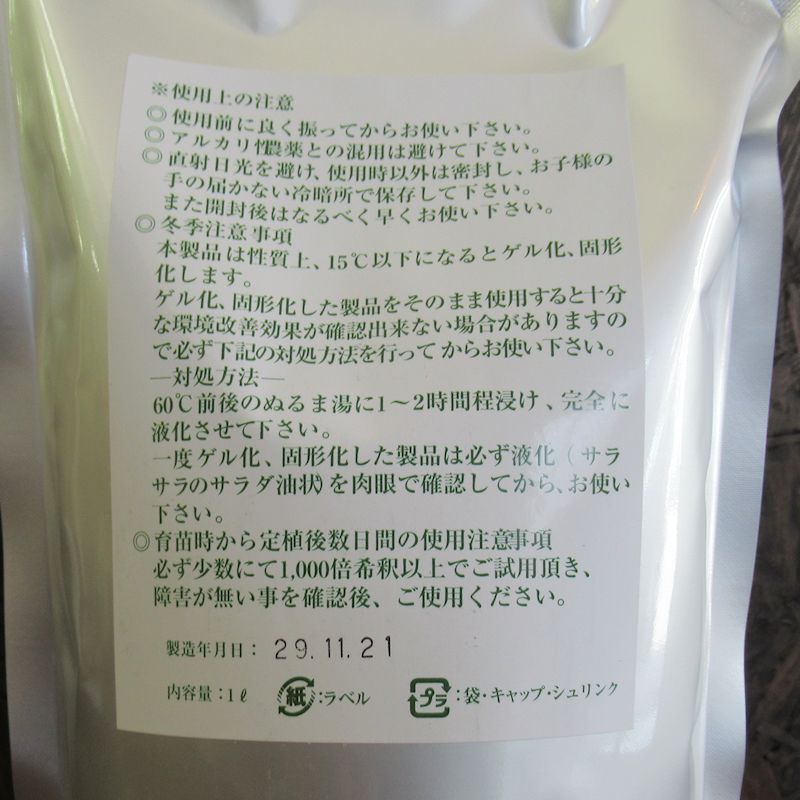 ※使用上の注意
◎使用前に良く振ってからお使い下さい。
◎アルカリ性農薬との混用は避けて下さい。
◎直射日光を避け、使用時以外は密封し、お子様の
手の届かない冷暗所で保存して下さい。
また開封後はなるべく早くお使い下さい。
◎冬季注意事項
本製品は性質上、15℃以下になるとゲル化、固形
化します。
ゲル化、固形化した製品をそのまま使用すると十分
な環境改善効果が確認出来ない場合がありますの
で必ず下記の対処方法を行ってからお使い下さい。
―対処方法―
60℃前後のぬるま湯に1～2時間程浸け、完全に
液化させて下さい。
一度ゲル化、固形化した製品は必ず液化（サラ
サラのサラダ油状）を肉眼で確認してから、お使い
下さい。
◎育苗時から定植後数日間の使用注意事項
必ず少数にて1,000倍希釈以上でご試用頂き、
障害が無い事を確認後、ご使用ください。
製造年月日：29.11.21
内容量：1ℓ 紙：ラベル プラ：袋・キャップ・シュリンク